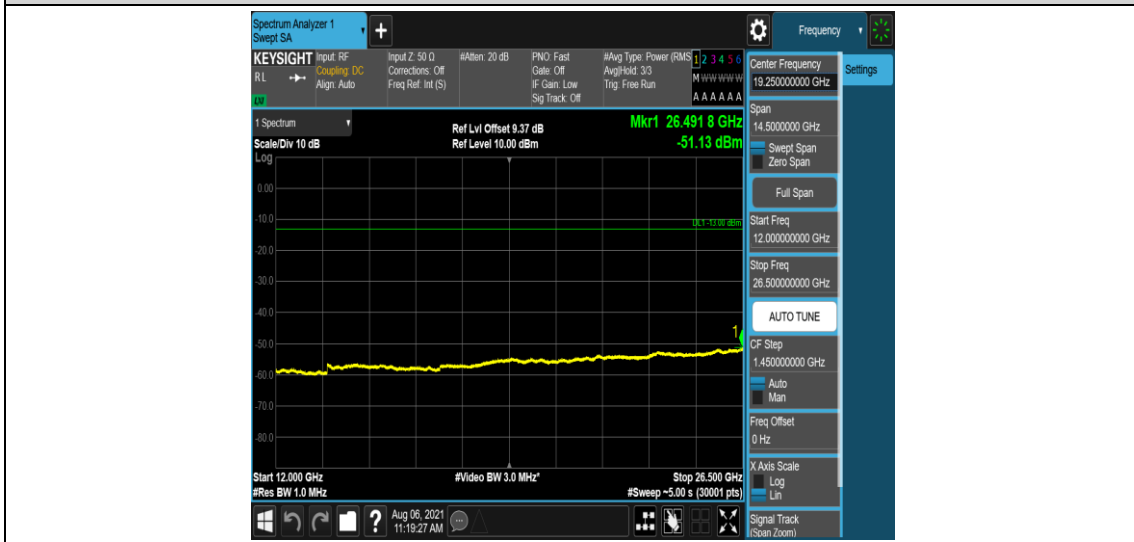 Spectrum Analyzer 1
Swept SA
+
Frequency
KEYSIGHT
RL
LXI
Input: RF
Coupling: DC
Align: Auto
Input Z: 50 Ω
Corrections: Off
Freq Ref: Int (S)
#Atten: 20 dB
PNO: Fast
Gate: Off
IF Gain: Low
Sig Track: Off
#Avg Type: Power (RMS
Avg|Hold: 3/3
Trig: Free Run
1 2 3 4 5 6
M W W W W W
A A A A A A
Center Frequency
19.250000000 GHz
Settings
Span
14.5000000 GHz
Swept Span
Zero Span
Full Span
Start Freq
12.000000000 GHz
Stop Freq
26.500000000 GHz
AUTO TUNE
CF Step
1.450000000 GHz
Auto
Man
Freq Offset
0 Hz
X Axis Scale
Log
Lin
Signal Track
(Span Zoom)
1 Spectrum
Scale/Div 10 dB
Log
Ref Lvl Offset 9.37 dB
Ref Level 10.00 dBm
Mkr1 26.491 8 GHz
-51.13 dBm
0.00
-10.0
DL1 -13.00 dBm
-20.0
-30.0
-40.0
1
-50.0
-60.0
-70.0
-80.0
Start 12.000 GHz
#Res BW 1.0 MHz
#Video BW 3.0 MHz*
Stop 26.500 GHz
#Sweep ~5.00 s (30001 pts)
?
Aug 06, 2021
11:19:27 AM